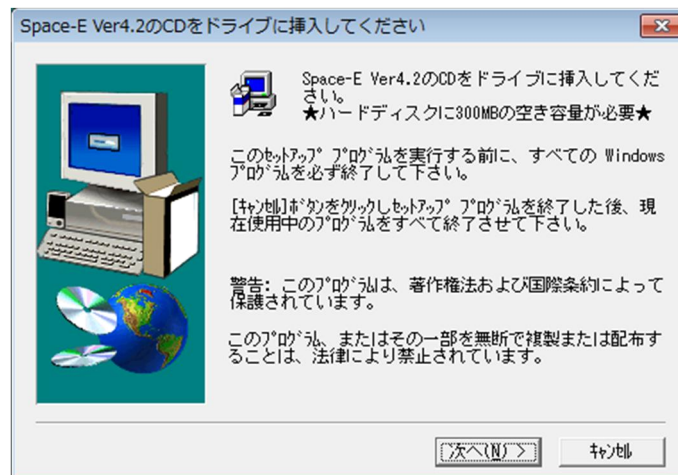 Space-E Ver4.2のCDをドライブに挿入してください
Space-E Ver4.2のCDをドライブに挿入してくだ
さい。
★ハードディスクに300MBの空き容量が必要★
このｾｯﾄｱｯﾌﾟ ﾌﾟﾛｸﾞﾗﾑを実行する前に、すべての Windows
ﾌﾟﾛｸﾞﾗﾑを必ず終了して下さい。
[ｷｬﾝｾﾙ]ﾎﾞﾀﾝをｸﾘｯｸしｾｯﾄｱｯﾌﾟ ﾌﾟﾛｸﾞﾗﾑを終了した後、現
在使用中のﾌﾟﾛｸﾞﾗﾑをすべて終了させて下さい。
警告: このﾌﾟﾛｸﾞﾗﾑは、著作権法および国際条約によって
保護されています。
このﾌﾟﾛｸﾞﾗﾑ、またはその一部を無断で複製または配布す
ることは、法律により禁止されています。
次へ(N) >
ｷｬﾝｾﾙ